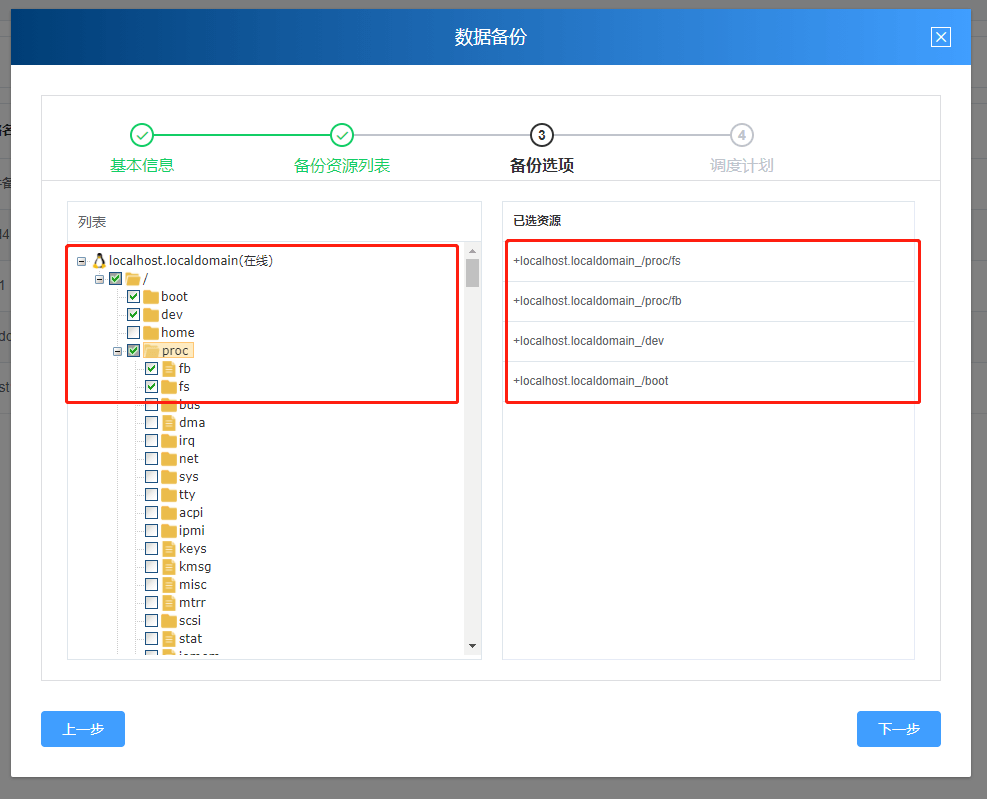 数据备份
3
4
基本信息
备份资源列表
备份选项
调度计划
列表
localhost.localdomain(在线)
/
boot
dev
home
proc
fb
fs
bus
dma
irq
net
sys
tty
acpi
ipmi
keys
kmsg
misc
mtrr
scsi
stat
已选资源
+localhost.localdomain_/proc/fs
+localhost.localdomain_/proc/fb
+localhost.localdomain_/dev
+localhost.localdomain_/boot
上一步
下一步